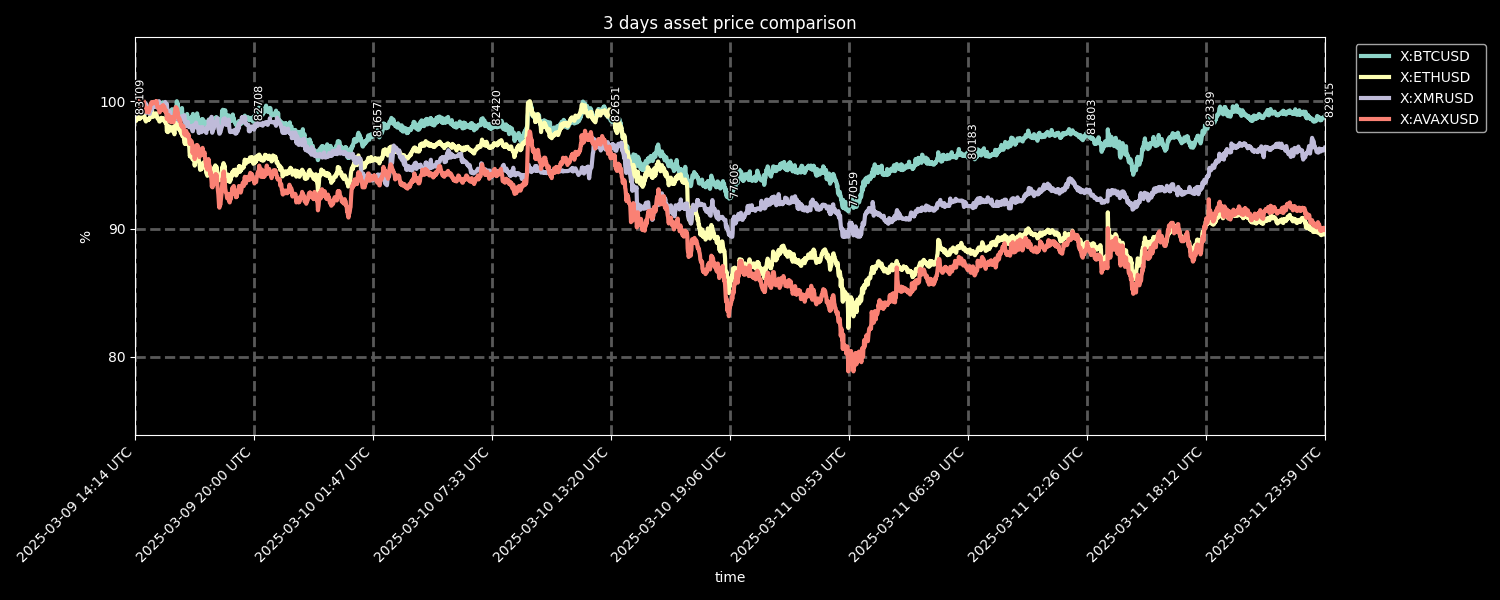 3 days asset price comparison
X:BTCUSD
X:ETHUSD
X:XMRUSD
X:AVAXUSD
100
90
80
%
83109
82708
81657
82420
82651
77606
77059
80183
81803
82339
82915
2025-03-09 14:14 UTC
2025-03-09 20:00 UTC
2025-03-10 01:47 UTC
2025-03-10 07:33 UTC
2025-03-10 13:20 UTC
2025-03-10 19:06 UTC
2025-03-11 00:53 UTC
2025-03-11 06:39 UTC
2025-03-11 12:26 UTC
2025-03-11 18:12 UTC
2025-03-11 23:59 UTC
time